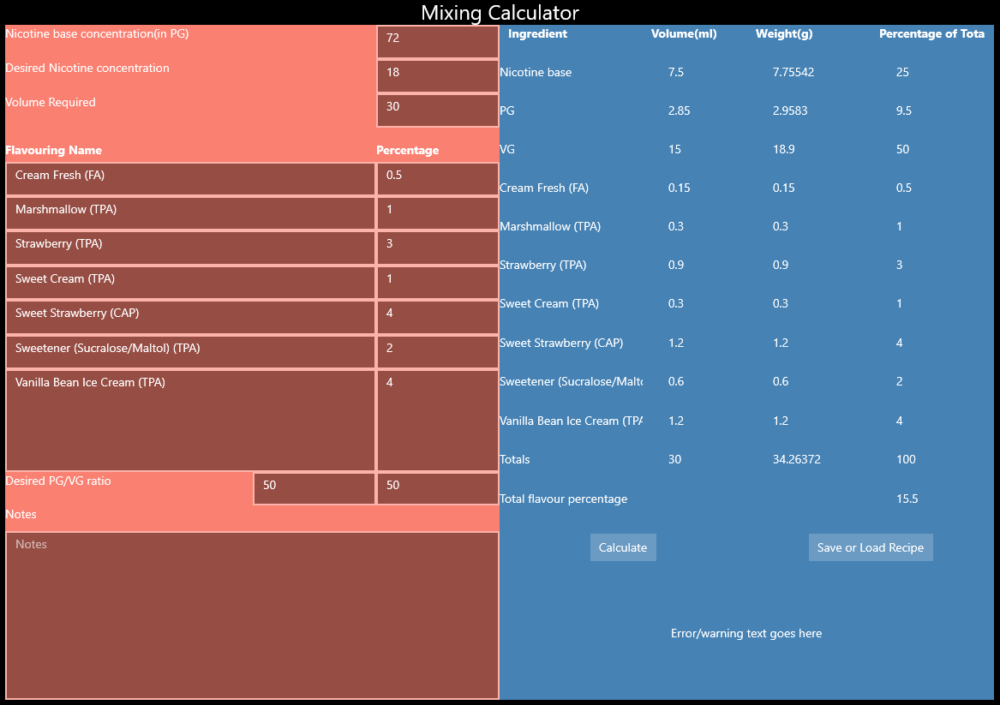 Mixing Calculator
Nicotine base concentration(in PG) 72
Desired Nicotine concentration 18
Volume Required 30
Flavouring Name Percentage
Cream Fresh (FA) 0.5
Marshmallow (TPA) 1
Strawberry (TPA) 3
Sweet Cream (TPA) 1
Sweet Strawberry (CAP) 4
Sweetener (Sucralose/Maltol) (TPA) 2
Vanilla Bean Ice Cream (TPA) 4
Desired PG/VG ratio 50 50
Notes
Notes
Ingredient Volume(ml) Weight(g) Percentage of Tota
Nicotine base 7.5 7.75542 25
PG 2.85 2.9583 9.5
VG 15 18.9 50
Cream Fresh (FA) 0.15 0.15 0.5
Marshmallow (TPA) 0.3 0.3 1
Strawberry (TPA) 0.9 0.9 3
Sweet Cream (TPA) 0.3 0.3 1
Sweet Strawberry (CAP) 1.2 1.2 4
Sweetener (Sucralose/Malto 0.6 0.6 2
Vanilla Bean Ice Cream (TPA 1.2 1.2 4
Totals 30 34.26372 100
Total flavour percentage 15.5
Calculate Save or Load Recipe
Error/warning text goes here